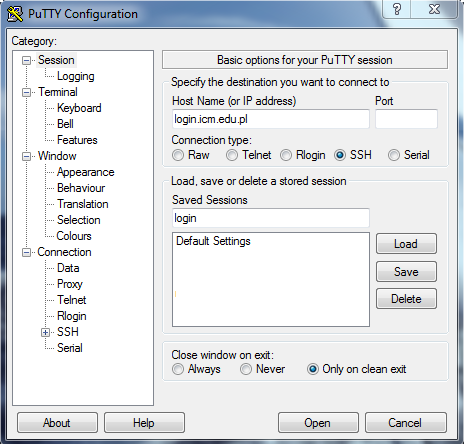 PuTTY Configuration
Category:
Session
Logging
Terminal
Keyboard
Bell
Features
Window
Appearance
Behaviour
Translation
Selection
Colours
Connection
Data
Proxy
Telnet
Rlogin
SSH
Serial
Basic options for your PuTTY session
Specify the destination you want to connect to
Host Name (or IP address) Port
login.icm.edu.pl
Connection type:
Raw Telnet Rlogin SSH Serial
Load, save or delete a stored session
Saved Sessions
login
Default Settings
Load
Save
Delete
Close window on exit:
Always Never Only on clean exit
About Help Open Cancel